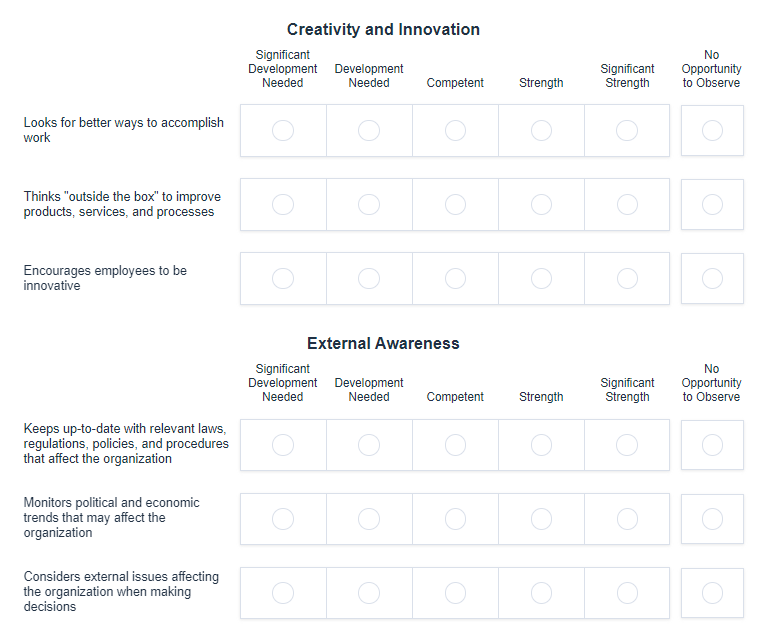 Creativity and Innovation
Significant
Development
Needed
Development
Needed
Competent
Strength
Significant
Strength
No
Opportunity
to Observe
Looks for better ways to accomplish
work
Thinks "outside the box" to improve
products, services, and processes
Encourages employees to be
innovative
External Awareness
Significant
Development
Needed
Development
Needed
Competent
Strength
Significant
Strength
No
Opportunity
to Observe
Keeps up-to-date with relevant laws,
regulations, policies, and procedures
that affect the organization
Monitors political and economic
trends that may affect the
organization
Considers external issues affecting
the organization when making
decisions